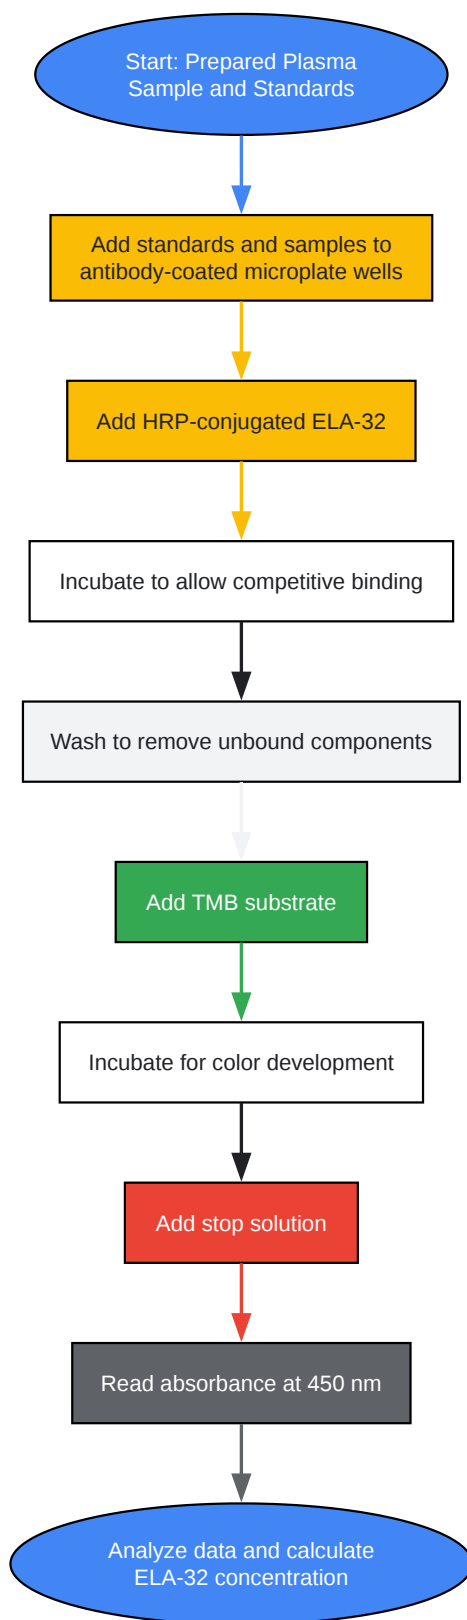 Start: Prepared Plasma
Sample and Standards
Add standards and samples to
antibody-coated microplate wells
Add HRP-conjugated ELA-32
Incubate to allow competitive binding
Wash to remove unbound components
Add TMB substrate
Incubate for color development
Add stop solution
Read absorbance at 450 nm
Analyze data and calculate
ELA-32 concentration